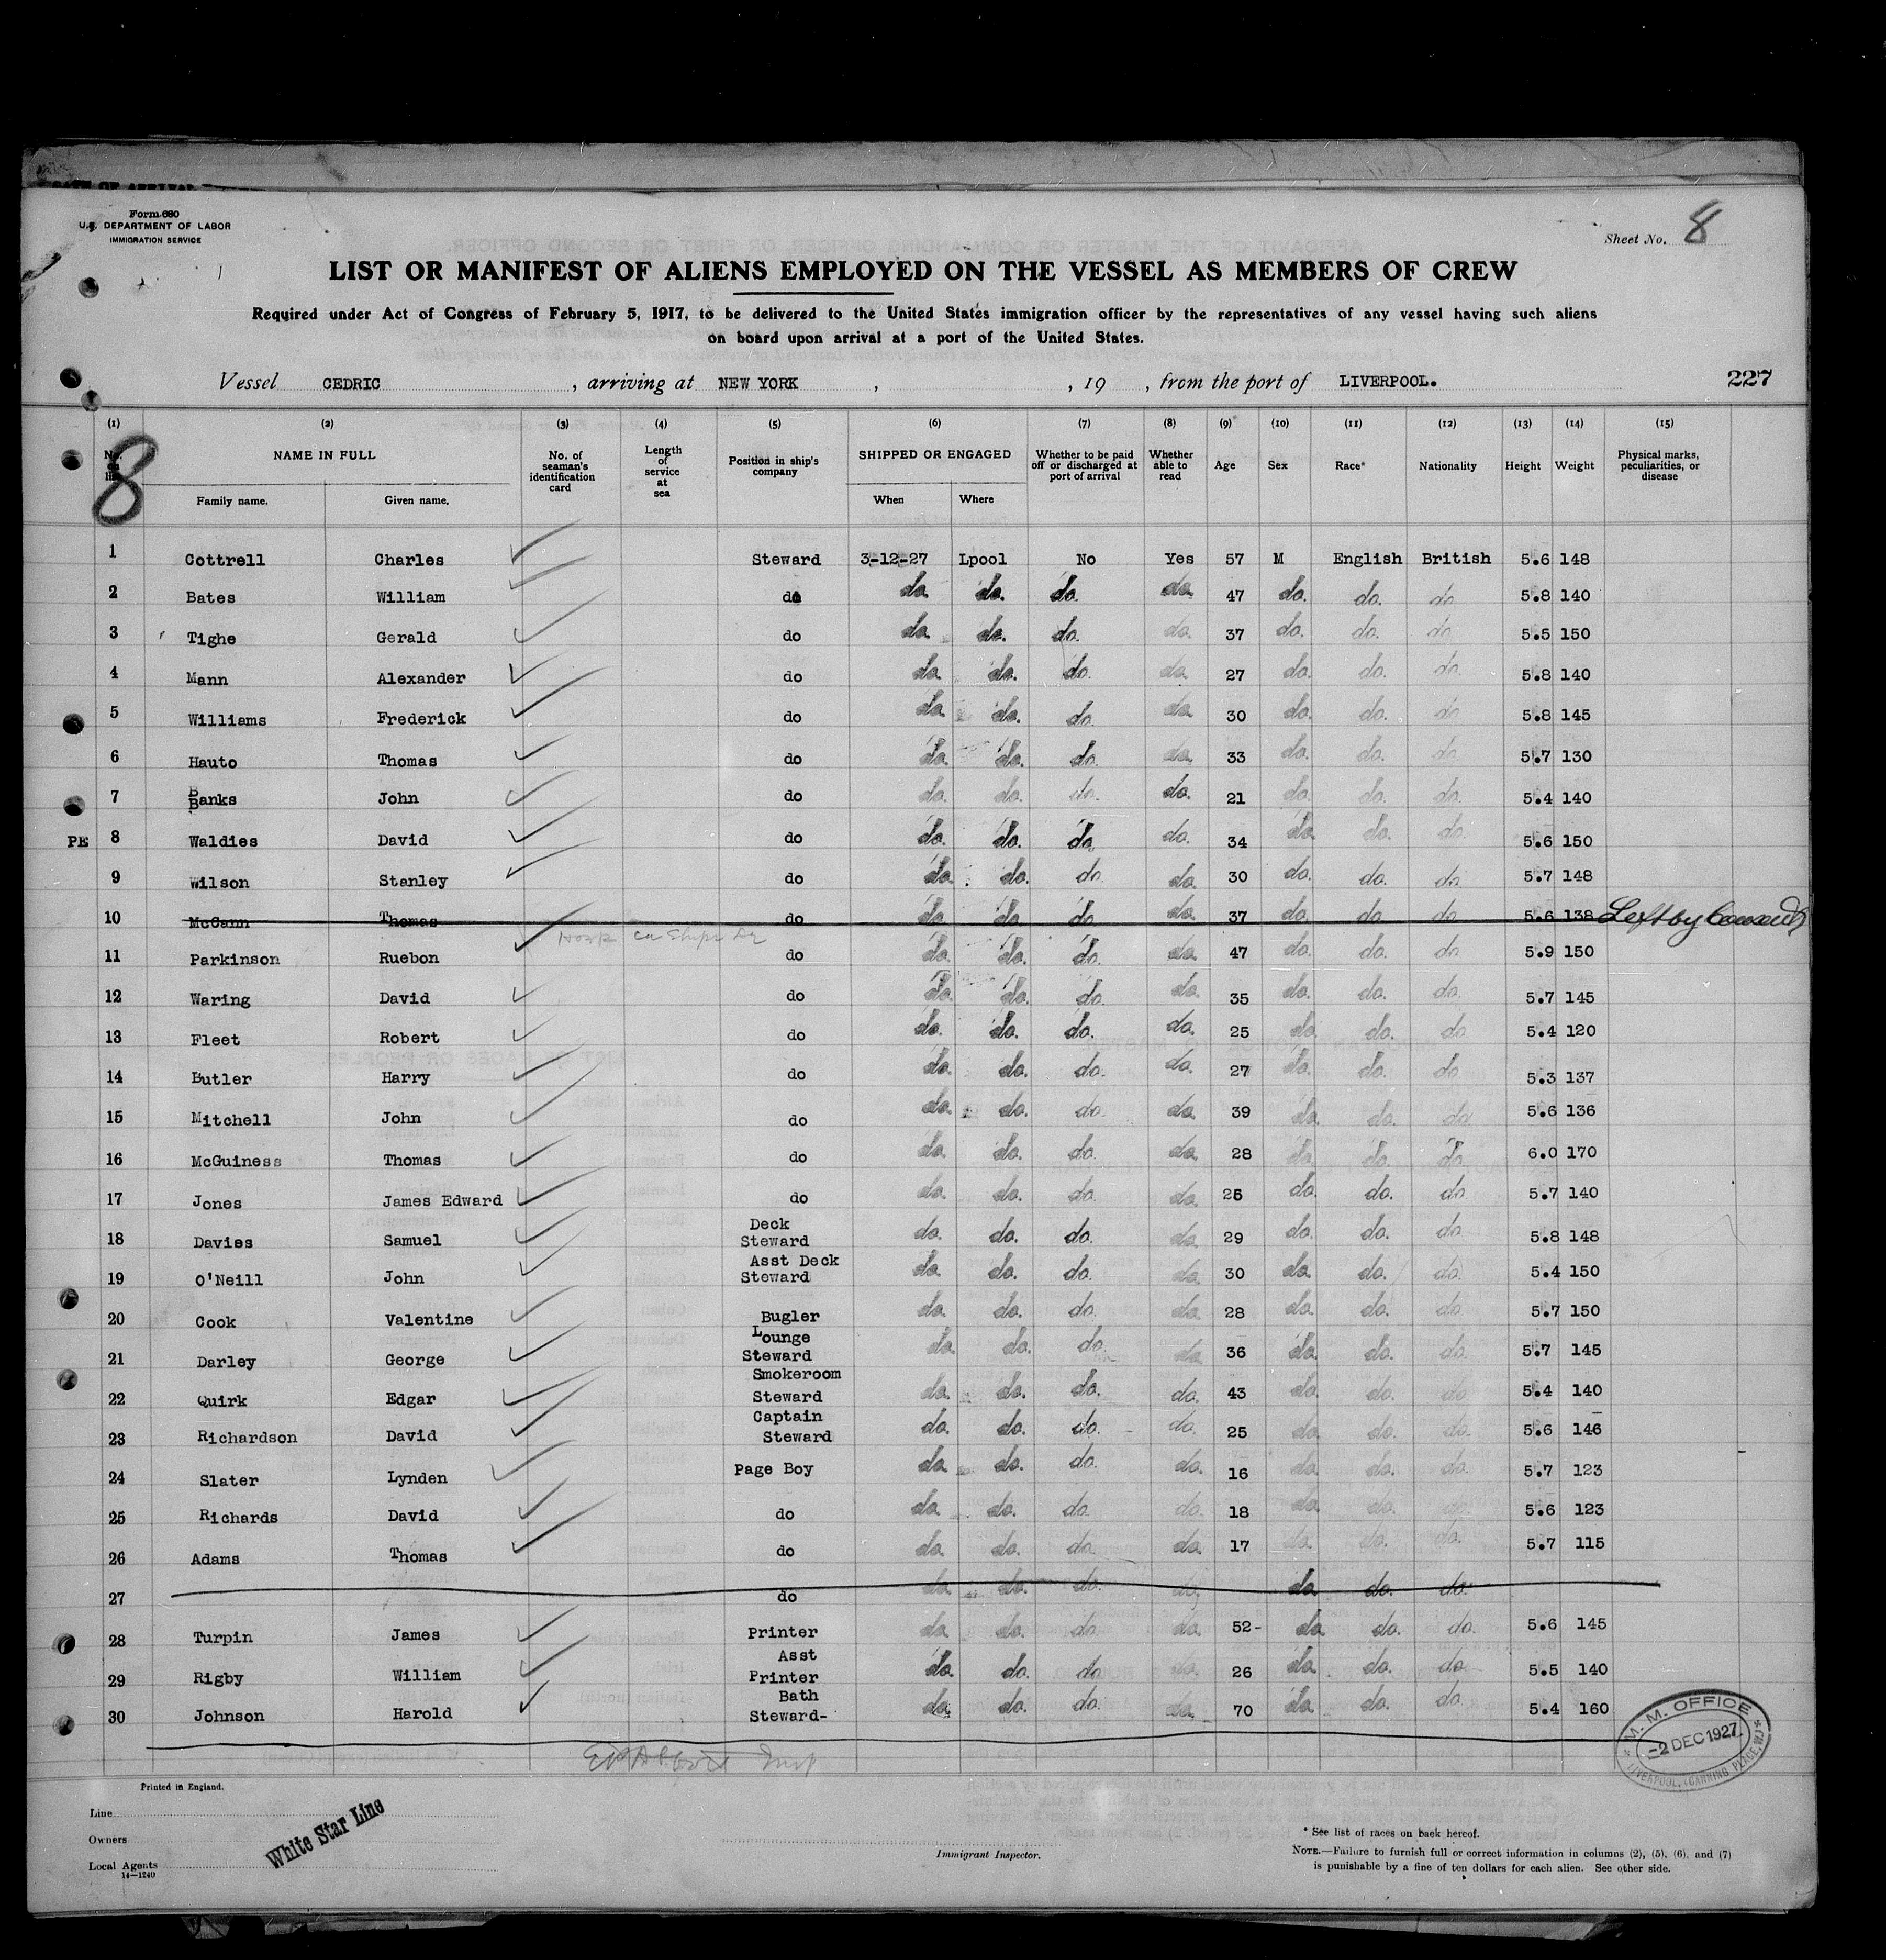 Form 680
U.S. DEPARTMENT OF LABOR
IMMIGRATION SERVICE
Sheet No. 8
LIST OR MANIFEST OF ALIENS EMPLOYED ON THE VESSEL AS MEMBERS OF CREW
Required under Act of Congress of February 5, 1917, to be delivered to the United States immigration officer by the representatives of any vessel having such aliens
on board upon arrival at a port of the United States.
Vessel CEDRIC , arriving at NEW YORK , , 19 , from the port of LIVERPOOL. 227
(1) (2) (3) (4) (5) (6) (7) (8) (9) (10) (11) (12) (13) (14) (15)
No. on list NAME IN FULL Family name. Given name. No. of seaman's identification card Length of service at sea Position in ship's company SHIPPED OR ENGAGED When Where Whether to be paid off or discharged at port of arrival Whether able to read Age Sex Race* Nationality Height Weight Physical marks, peculiarities, or disease
8
1 Cottrell Charles Steward 3-12-27 Lpool No Yes 57 M English British 5.6 148
2 Bates William do do. do. do. do. 47 do. do. do. 5.8 140
3 Tighe Gerald do do. do. do. do. 37 do. do. do. 5.5 150
4 Mann Alexander do do. do. do. do. 27 do. do. do. 5.8 140
5 Williams Frederick do do. do. do. do. 30 do. do. do. 5.8 145
6 Hauto Thomas do do. do. do. do. 33 do. do. do. 5.7 130
7 Banks John do do. do. do. do. 21 do. do. do. 5.4 140
PE 8 Waldies David do do. do. do. do. 34 do. do. do. 5.6 150
9 Wilson Stanley do do. do. do. do. 30 do. do. do. 5.7 148
10 McCann Thomas do do. do. do. do. 37 do. do. do. 5.6 138 Left by
11 Parkinson Ruebon do do. do. do. do. 47 do. do. do. 5.9 150
12 Waring David do do. do. do. do. 35 do. do. do. 5.7 145
13 Fleet Robert do do. do. do. do. 25 do. do. do. 5.4 120
14 Butler Harry do do. do. do. do. 27 do. do. do. 5.3 137
15 Mitchell John do do. do. do. do. 39 do. do. do. 5.6 136
16 McGuiness Thomas do do. do. do. do. 28 do. do. do. 6.0 170
17 Jones James Edward do do. do. do. do. 26 do. do. do. 5.7 140
18 Davies Samuel Deck Steward do. do. do. do. 29 do. do. do. 5.8 148
19 O'Neill John Asst Deck Steward do. do. do. do. 30 do. do. do. 5.4 150
20 Cook Valentine Bugler do. do. do. do. 28 do. do. do. 5.7 150
21 Darley George Lounge Steward do. do. do. do. 36 do. do. do. 5.7 145
22 Quirk Edgar Smokeroom Steward do. do. do. do. 43 do. do. do. 5.4 140
23 Richardson David Captain Steward do. do. do. do. 25 do. do. do. 5.6 146
24 Slater Lynden Page Boy do. do. do. do. 16 do. do. do. 5.7 123
25 Richards David do do. do. do. do. 18 do. do. do. 5.6 123
26 Adams Thomas do do. do. do. do. 17 do. do. do. 5.7 115
27 do do. do. do. do. do. do. do.
28 Turpin James Printer do. do. do. do. 52- do. do. do. 5.6 145
29 Rigby William Asst Printer do. do. do. do. 26 do. do. do. 5.5 140
30 Johnson Harold Bath Steward- do. do. do. do. 70 do. do. do. 5.4 160
M. M. OFFICE
-2 DEC 1927
LIVERPOOL, (CANNING PLACE, W.)
Printed in England.
Line
Owners
Local Agents
14—1240
White Star Line
Immigrant Inspector.
* See list of races on back hereof.
NOTE.—Failure to furnish full or correct information in columns (2), (5), (6), and (7)
is punishable by a fine of ten dollars for each alien. See other side.